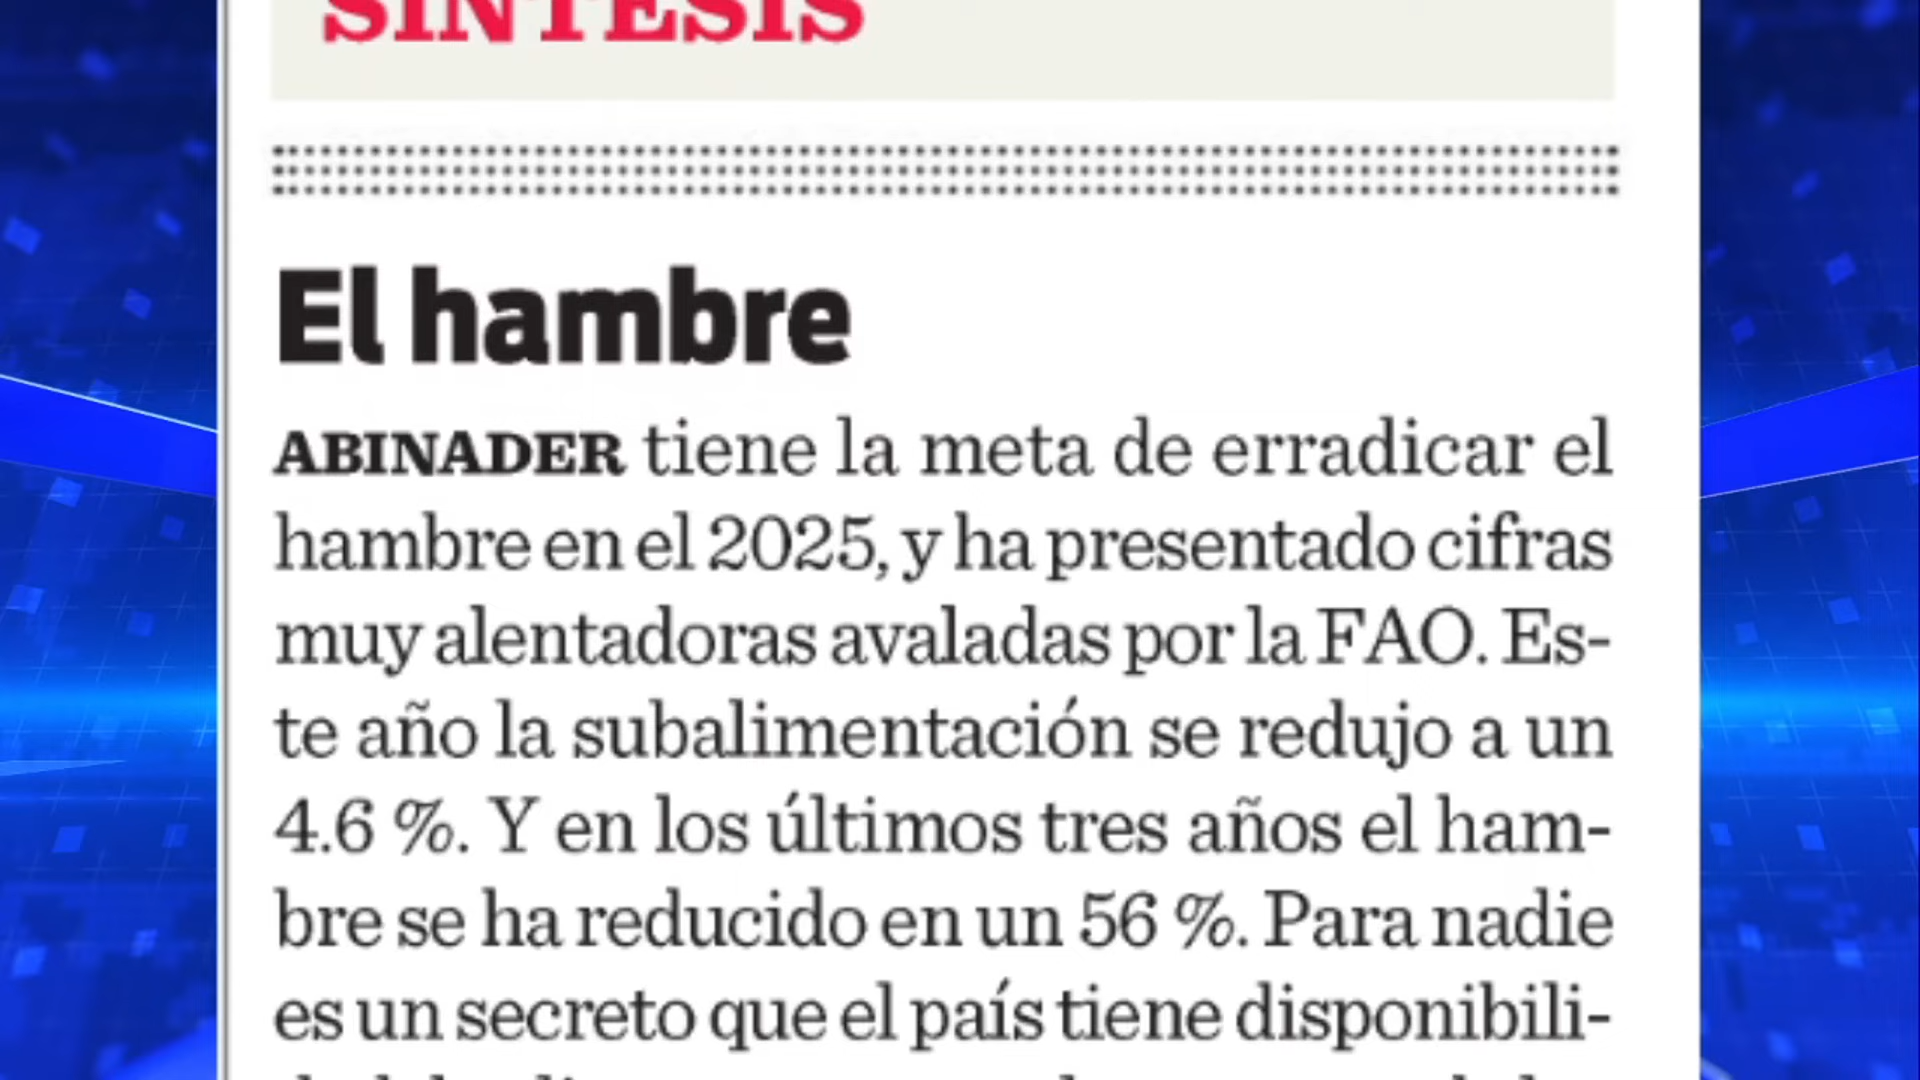 SÍNTESIS
El hambre
ABINADER tiene la meta de erradicar el
hambre en el 2025, y ha presentado cifras
muy alentadoras avaladas por la FAO. Es-
te año la subalimentación se redujo a un
4.6 %. Y en los últimos tres años el ham-
bre se ha reducido en un 56 %. Para nadie
es un secreto que el país tiene disponibili-